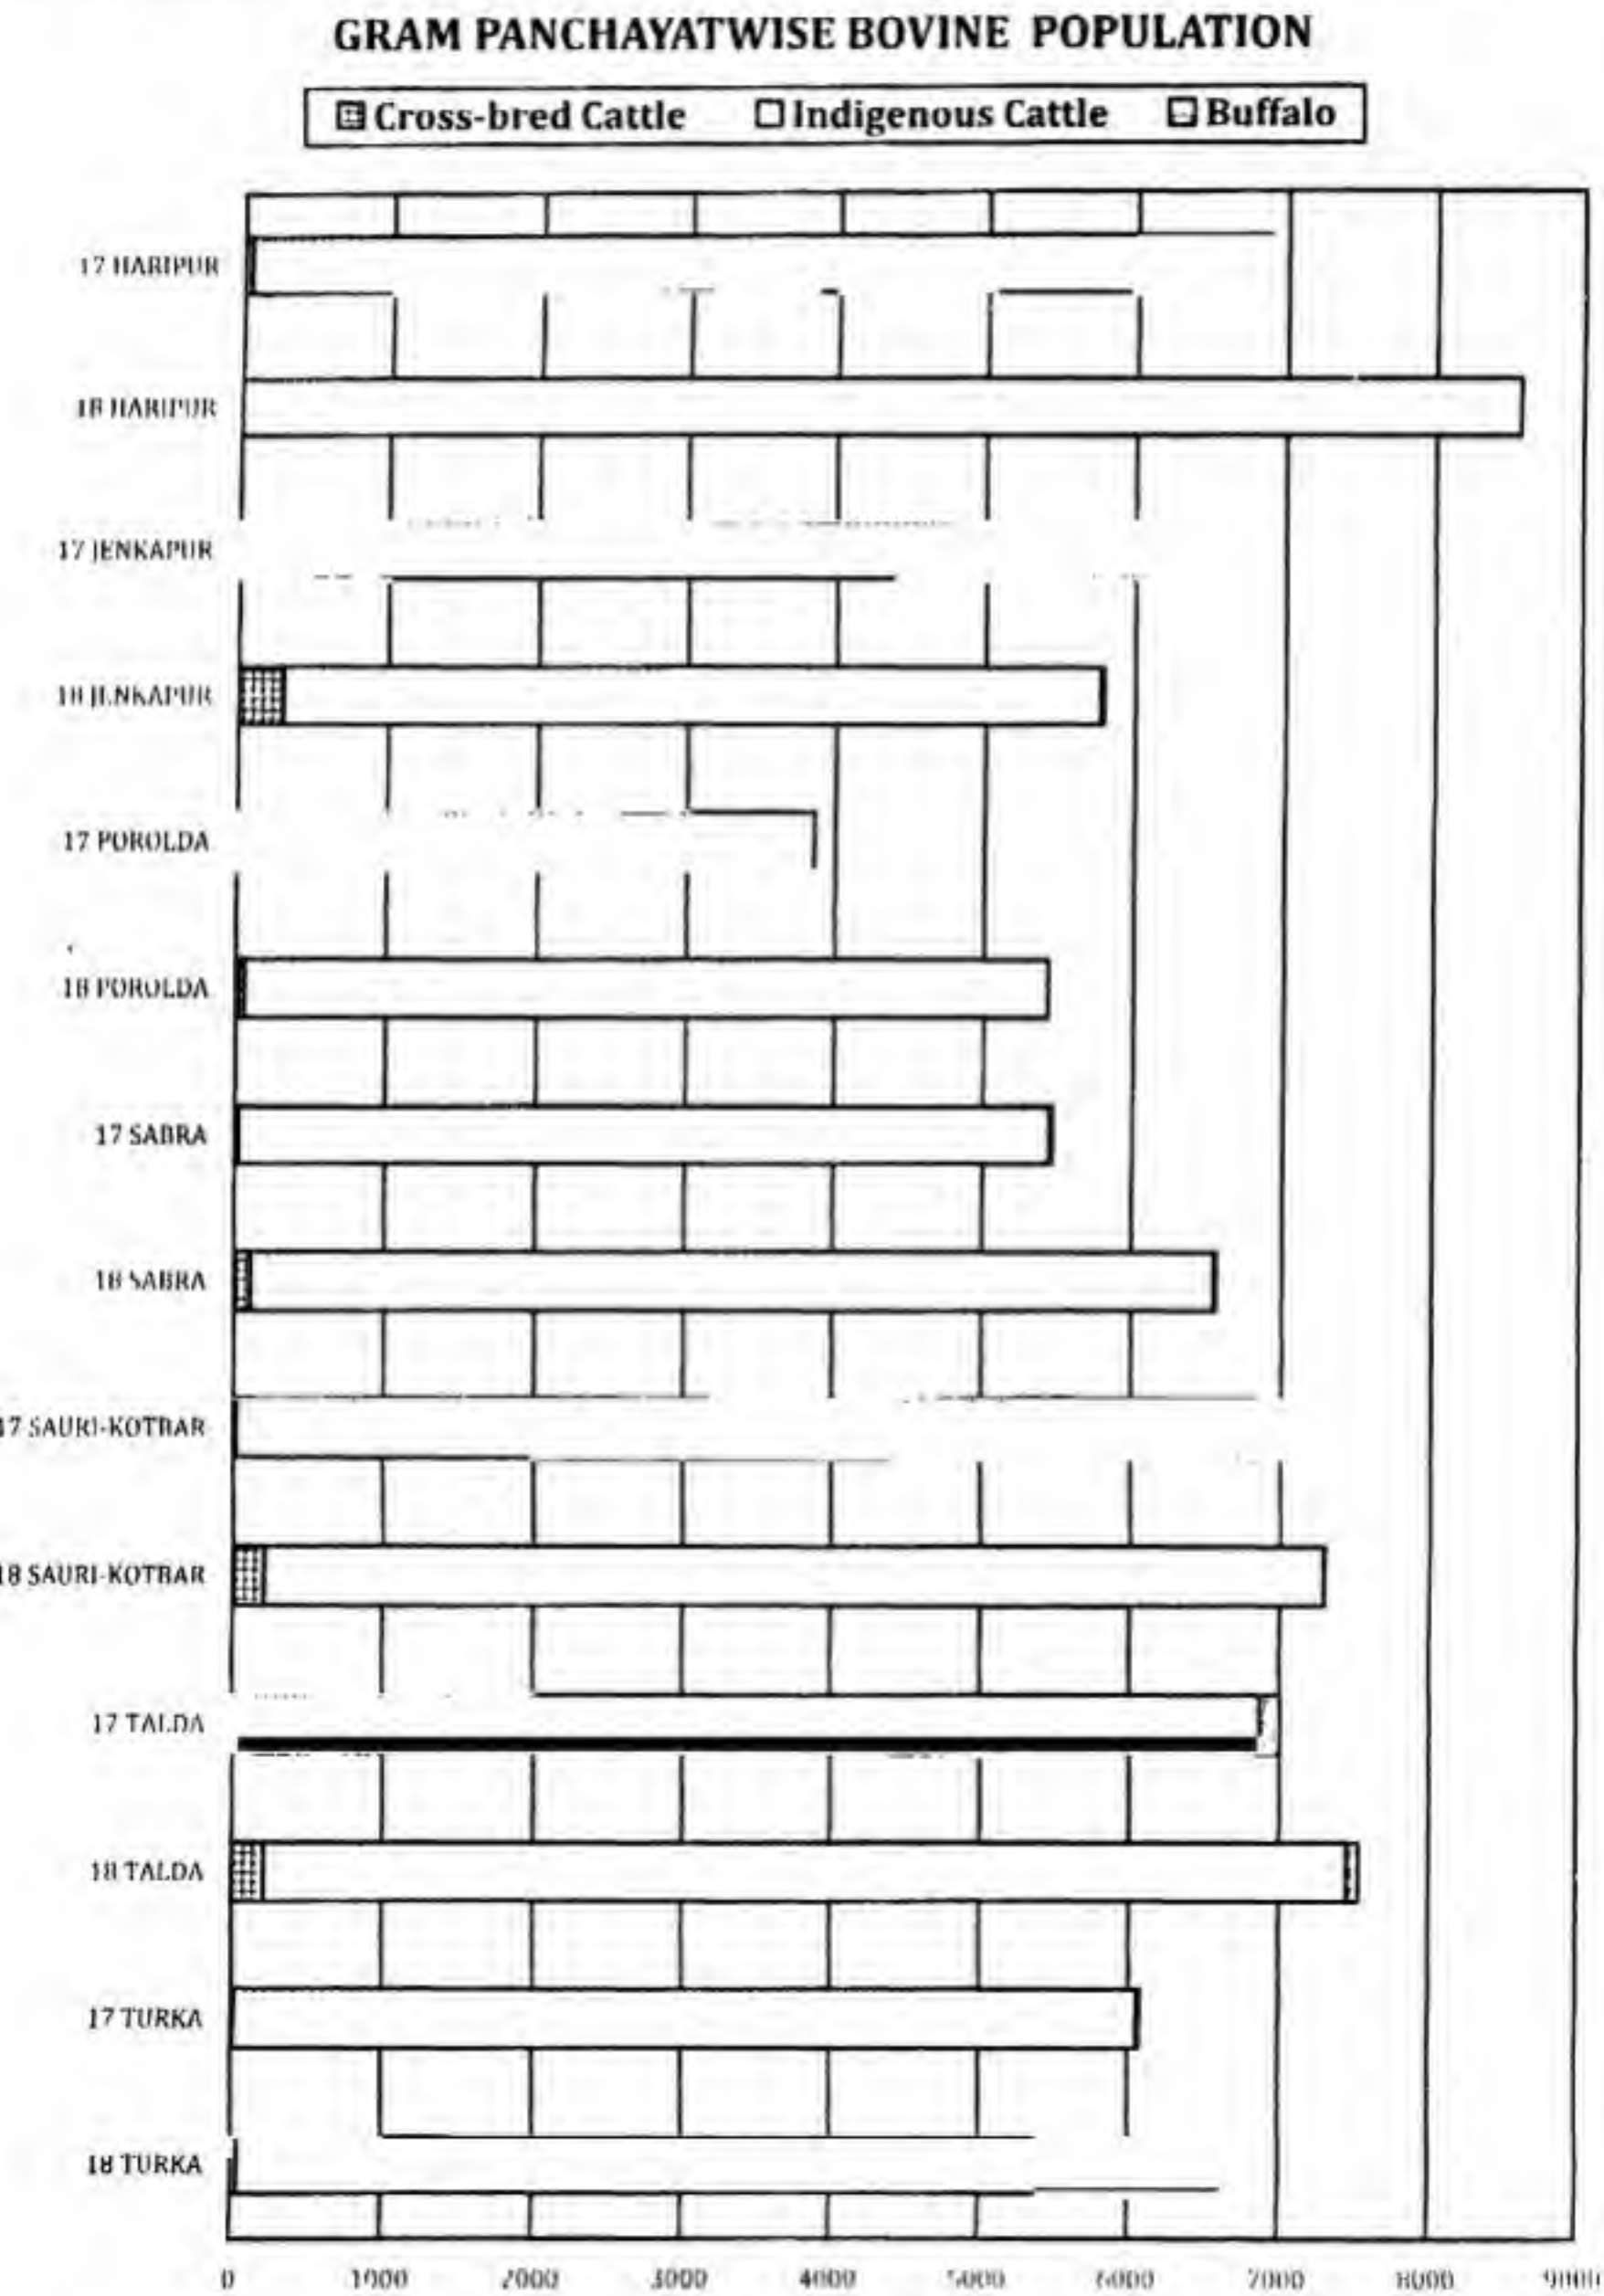 GRAM PANCHAYATWISE BOVINE POPULATION
Cross-bred Cattle Indigenous Cattle Buffalo
17 HARIPUR
18 HARIPUR
17 JENKAPUR
18 JENKAPUR
17 POROLDA
18 POROLDA
17 SABRA
18 SABRA
17 SAURI-KOTBAR
18 SAURI-KOTBAR
17 TALDA
18 TALDA
17 TURKA
18 TURKA
0 1000 2000 3000 4000 5000 6000 7000 8000 9000